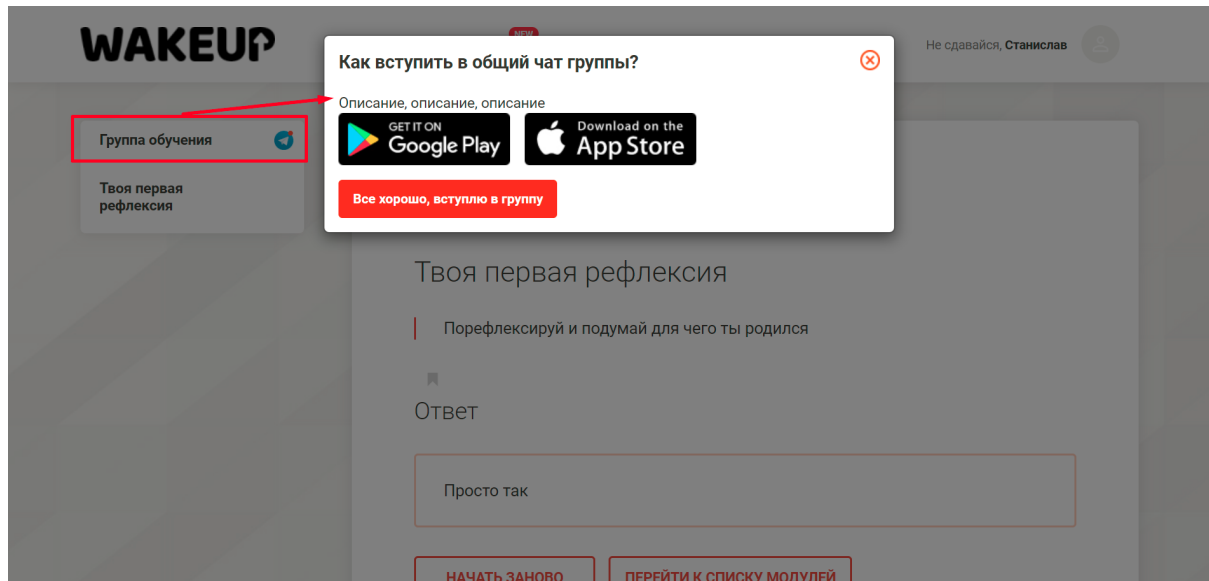 WAKEUP
NEW
Не сдавайся, Станислав
Как вступить в общий чат группы?
Описание, описание, описание
GET IT ON
Google Play
Download on the
App Store
Все хорошо, вступлю в группу
Группа обучения
Твоя первая
рефлексия
Твоя первая рефлексия
Порефлексируй и подумай для чего ты родился
Ответ
Просто так
НАЧАТЬ ЗАНОВО
ПЕРЕЙТИ К СПИСКУ МОДУЛЕЙ